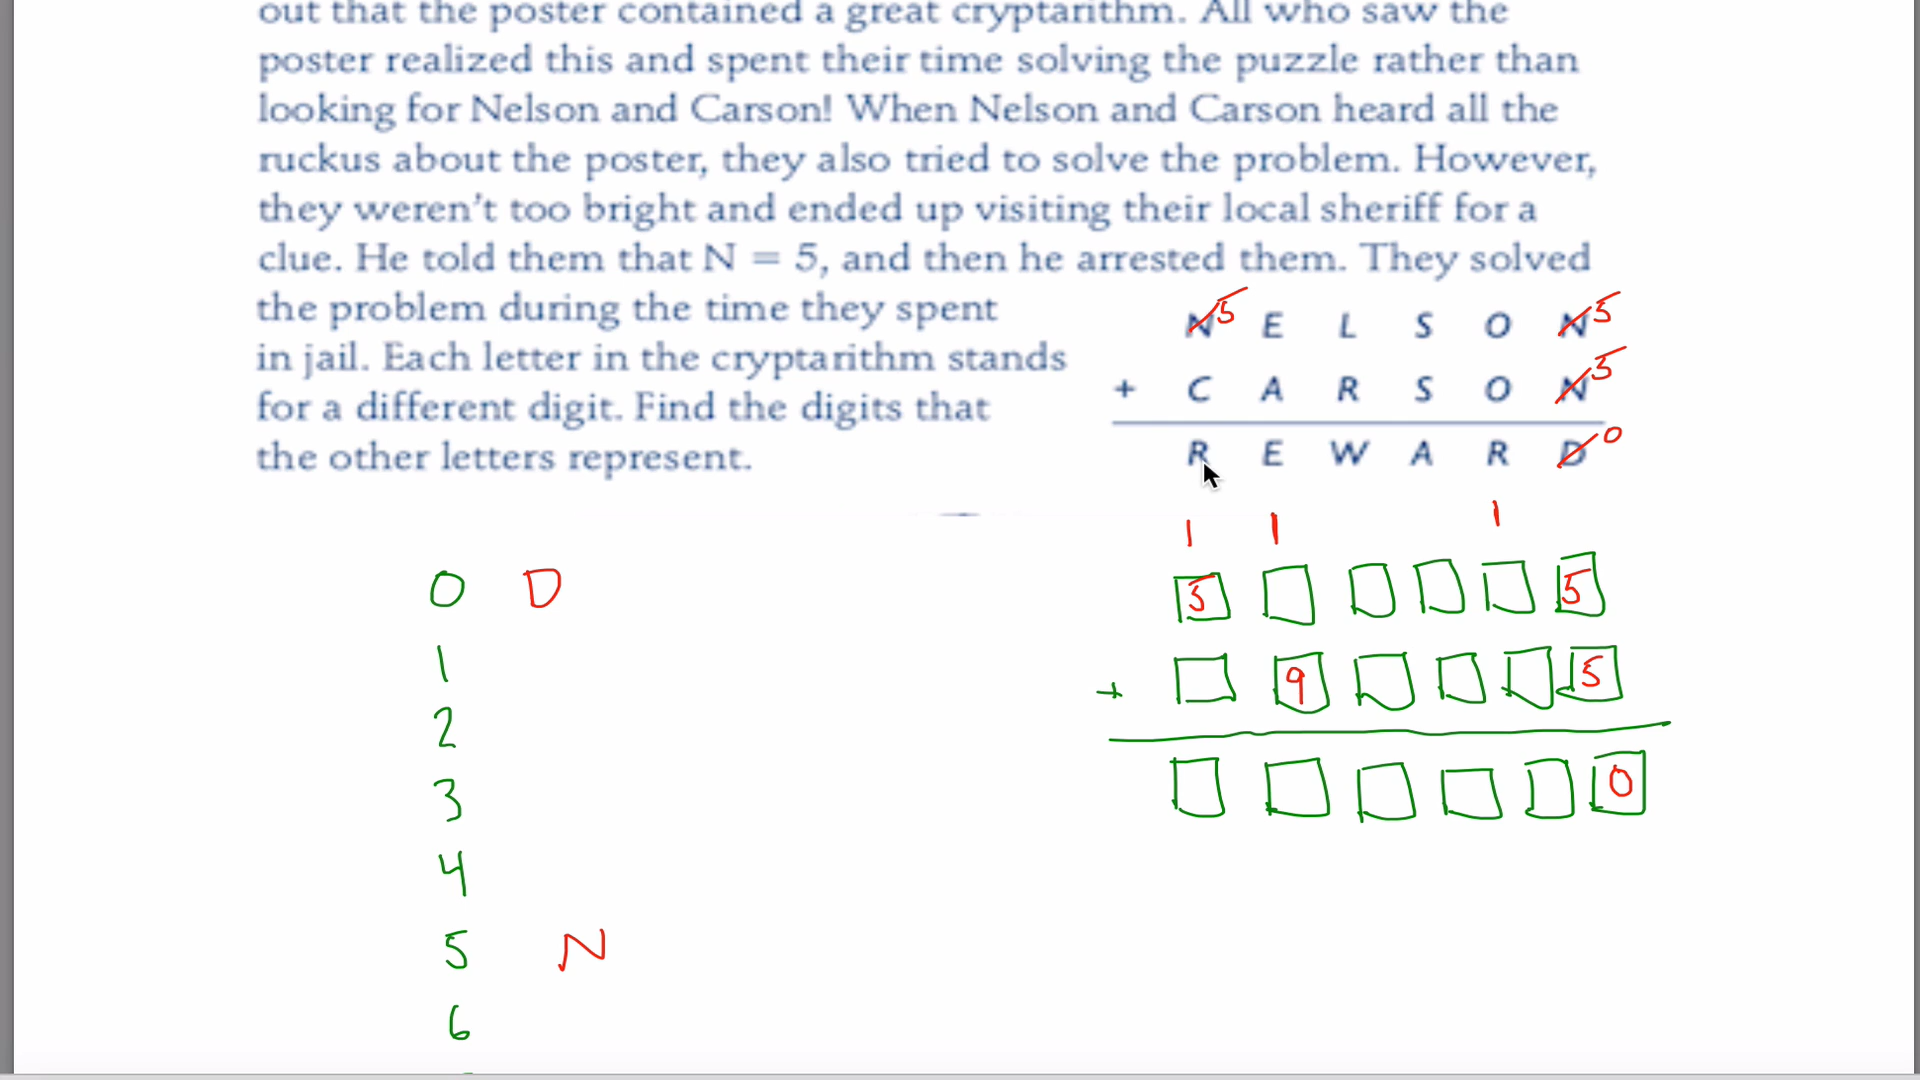 out that the poster contained a great cryptarithm. All who saw the
poster realized this and spent their time solving the puzzle rather than
looking for Nelson and Carson! When Nelson and Carson heard all the
ruckus about the poster, they also tried to solve the problem. However,
they weren't too bright and ended up visiting their local sheriff for a
clue. He told them that N = 5, and then he arrested them. They solved
the problem during the time they spent
in jail. Each letter in the cryptarithm stands
for a different digit. Find the digits that
the other letters represent.
N 5 E L S O N 5
+ C A R S O N 5
R E W A R D 0
1 1 1
5 5
+ 9 5
0
0 D
1
2
3
4
5 N
6